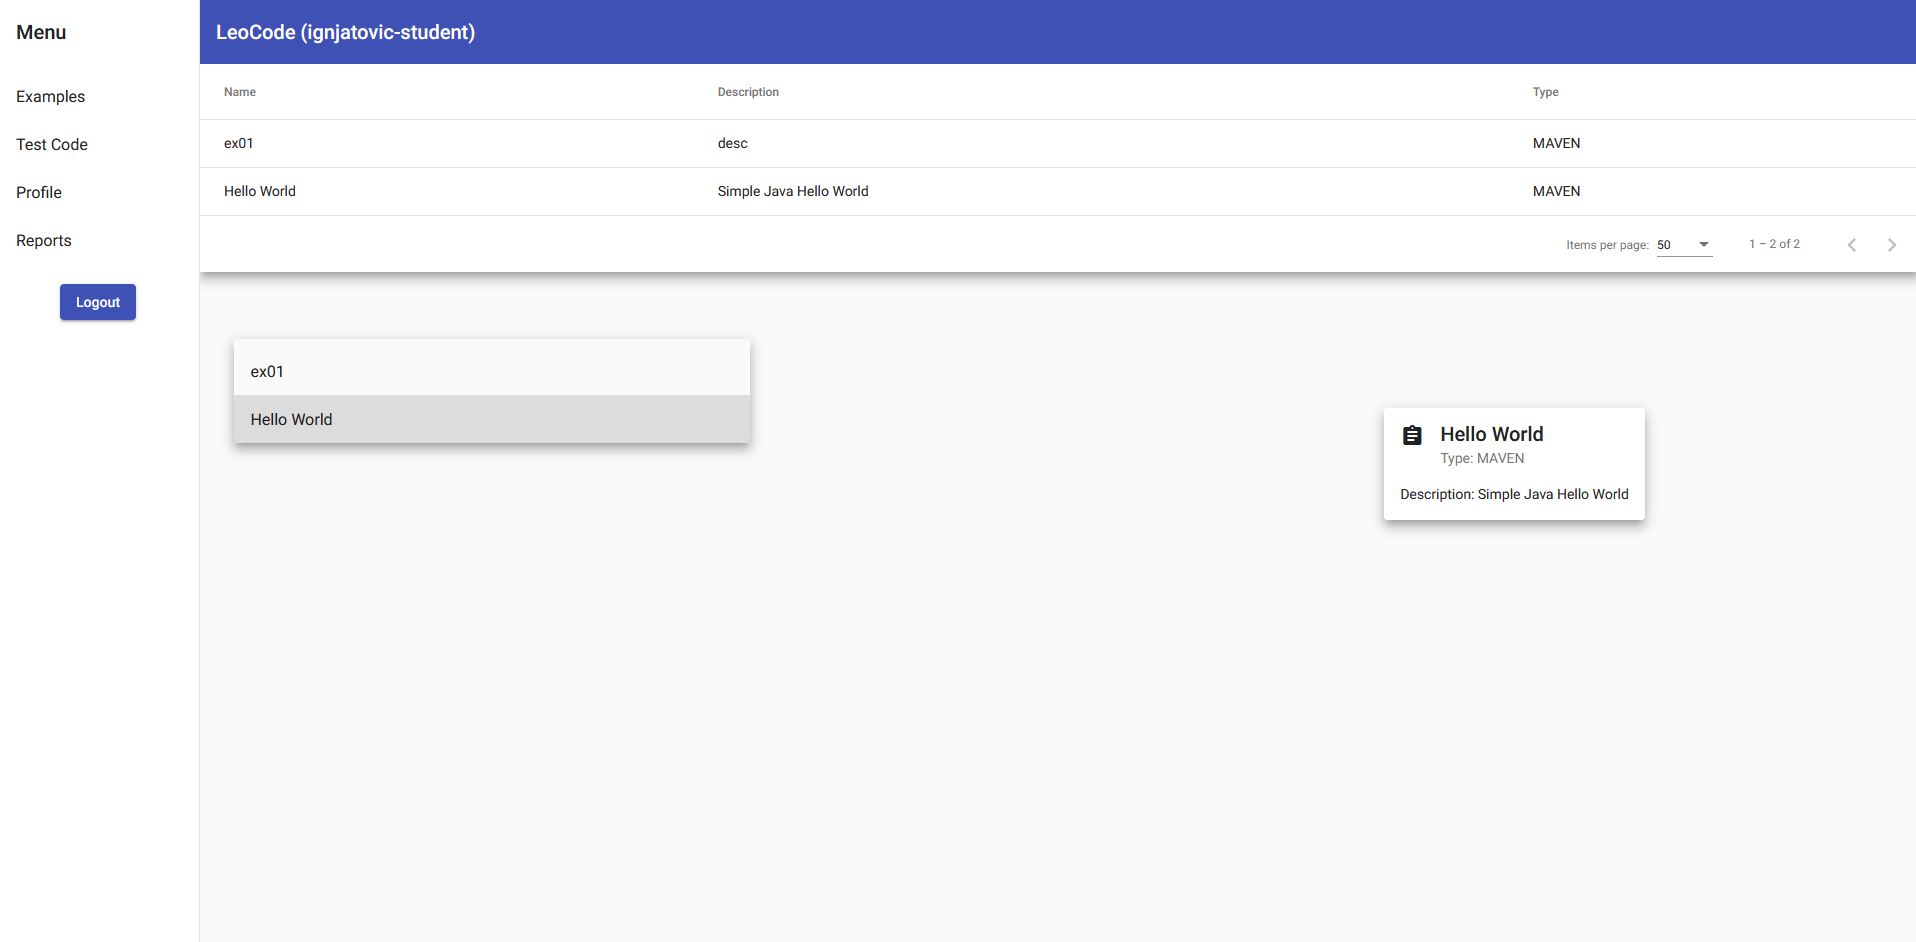 Menu
Examples
Test Code
Profile
Reports
Logout
LeoCode (ignjatovic-student)
Name Description Type
ex01 desc MAVEN
Hello World Simple Java Hello World MAVEN
Items per page: 50 1 – 2 of 2
ex01
Hello World
Hello World
Type: MAVEN
Description: Simple Java Hello World